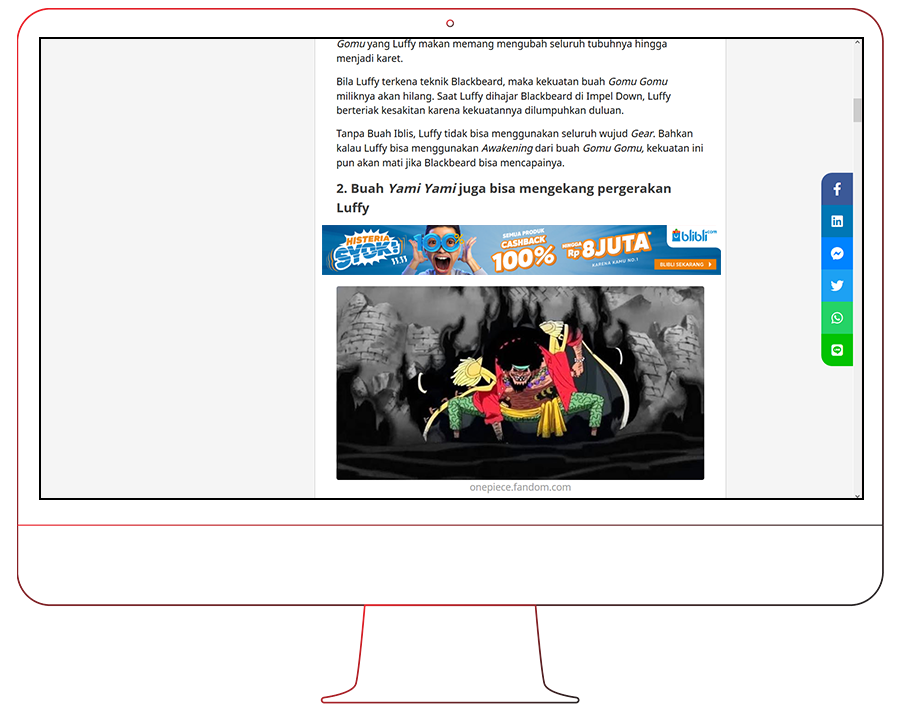 Gomu yang Luffy makan memang mengubah seluruh tubuhnya hingga
menjadi karet.
Bila Luffy terkena teknik Blackbeard, maka kekuatan buah Gomu Gomu
miliknya akan hilang. Saat Luffy dihajar Blackbeard di Impel Down, Luffy
berteriak kesakitan karena kekuatannya dilumpuhkan duluan.
Tanpa Buah Iblis, Luffy tidak bisa menggunakan seluruh wujud Gear. Bahkan
kalau Luffy bisa menggunakan Awakening dari buah Gomu Gomu, kekuatan ini
pun akan mati jika Blackbeard bisa mencapainya.
2. Buah Yami Yami juga bisa mengekang pergerakan
Luffy
HISTERIA
SYOK!
11.11
100%
SEMUA PRODUK
CASHBACK
100%
HINGGA
Rp 8JUTA*
KARENA KAMU NO.1
blibli.com
BLIBLI SEKARANG
onepiece.fandom.com